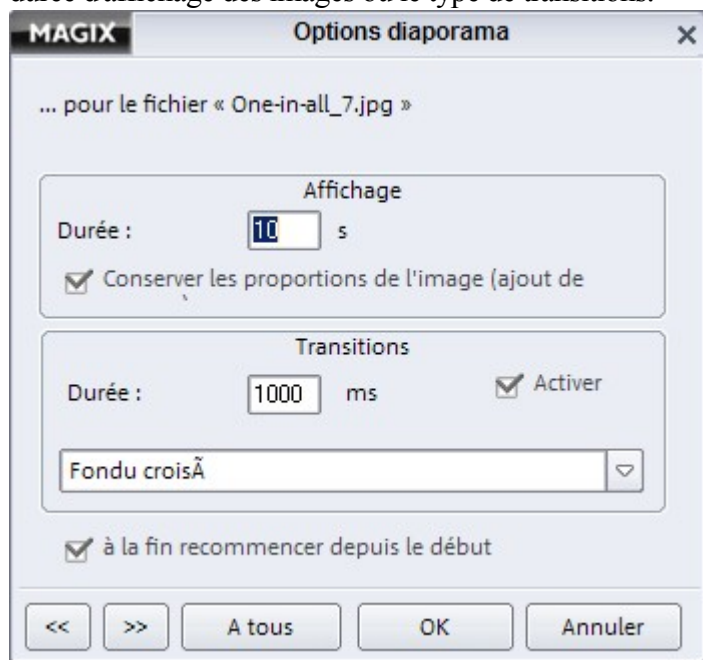 durée d'affichage des images ou le type de transitions.
MAGIX Options diaporama
... pour le fichier « One-in-all_7.jpg »
Affichage
Durée : 10 s
Conserver les proportions de l'image (ajout de
Transitions
Durée : 1000 ms Activer
Fondu croisÃ
à la fin recommencer depuis le début
<< >> A tous OK Annuler